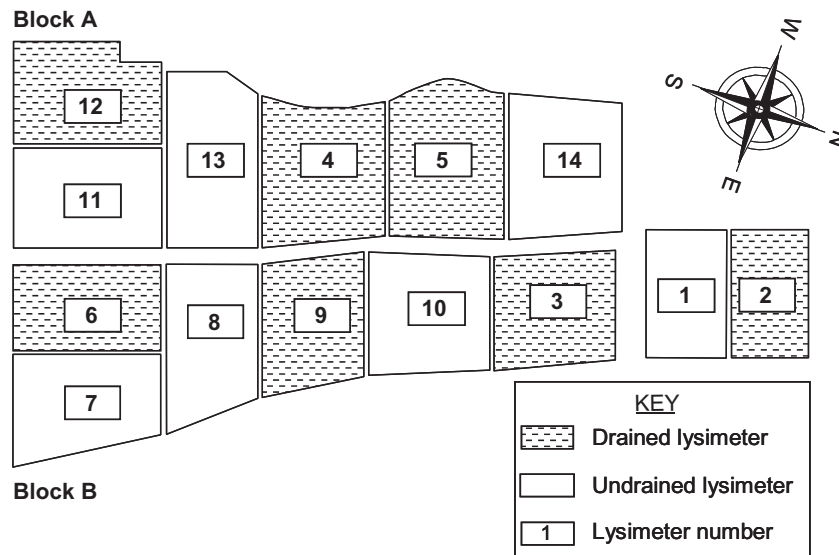 Block A
W
S
N
E
12
13
4
5
14
11
6
8
9
10
3
1
2
7
KEY
Drained lysimeter
Undrained lysimeter
1 Lysimeter number
Block B